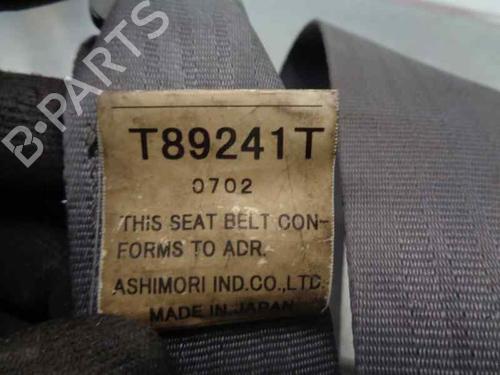 B-PARTS
T89241T
0702
THIS SEAT BELT CON-
FORMS TO ADR.
ASHIMORI IND.CO.,LTD.
MADE IN JAPAN